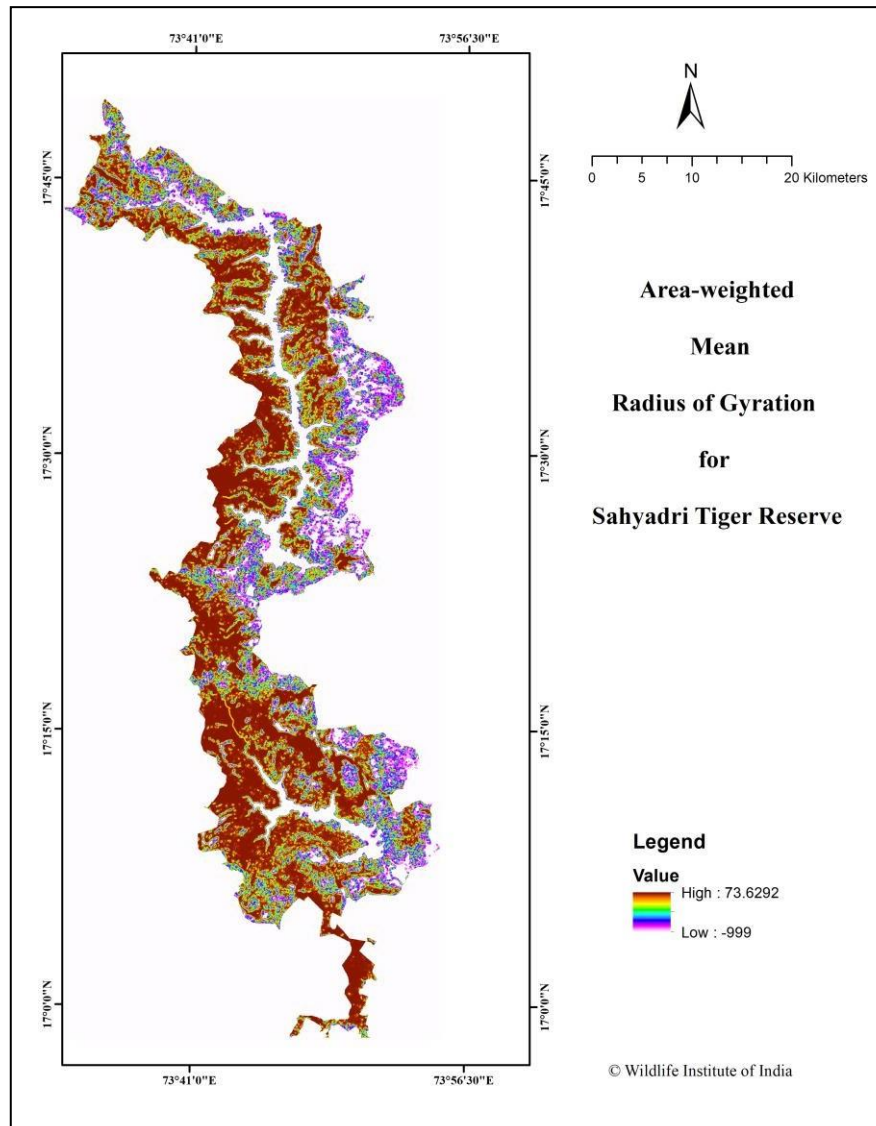 73°41'0"E
73°56'30"E
N
0 5 10 20 Kilometers
17°45'0"N
17°45'0"N
Area-weighted
Mean
Radius of Gyration
for
Sahyadri Tiger Reserve
17°30'0"N
17°30'0"N
17°15'0"N
17°15'0"N
Legend
Value
High : 73.6292
Low : -999
17°0'0"N
17°0'0"N
73°41'0"E
73°56'30"E
© Wildlife Institute of India